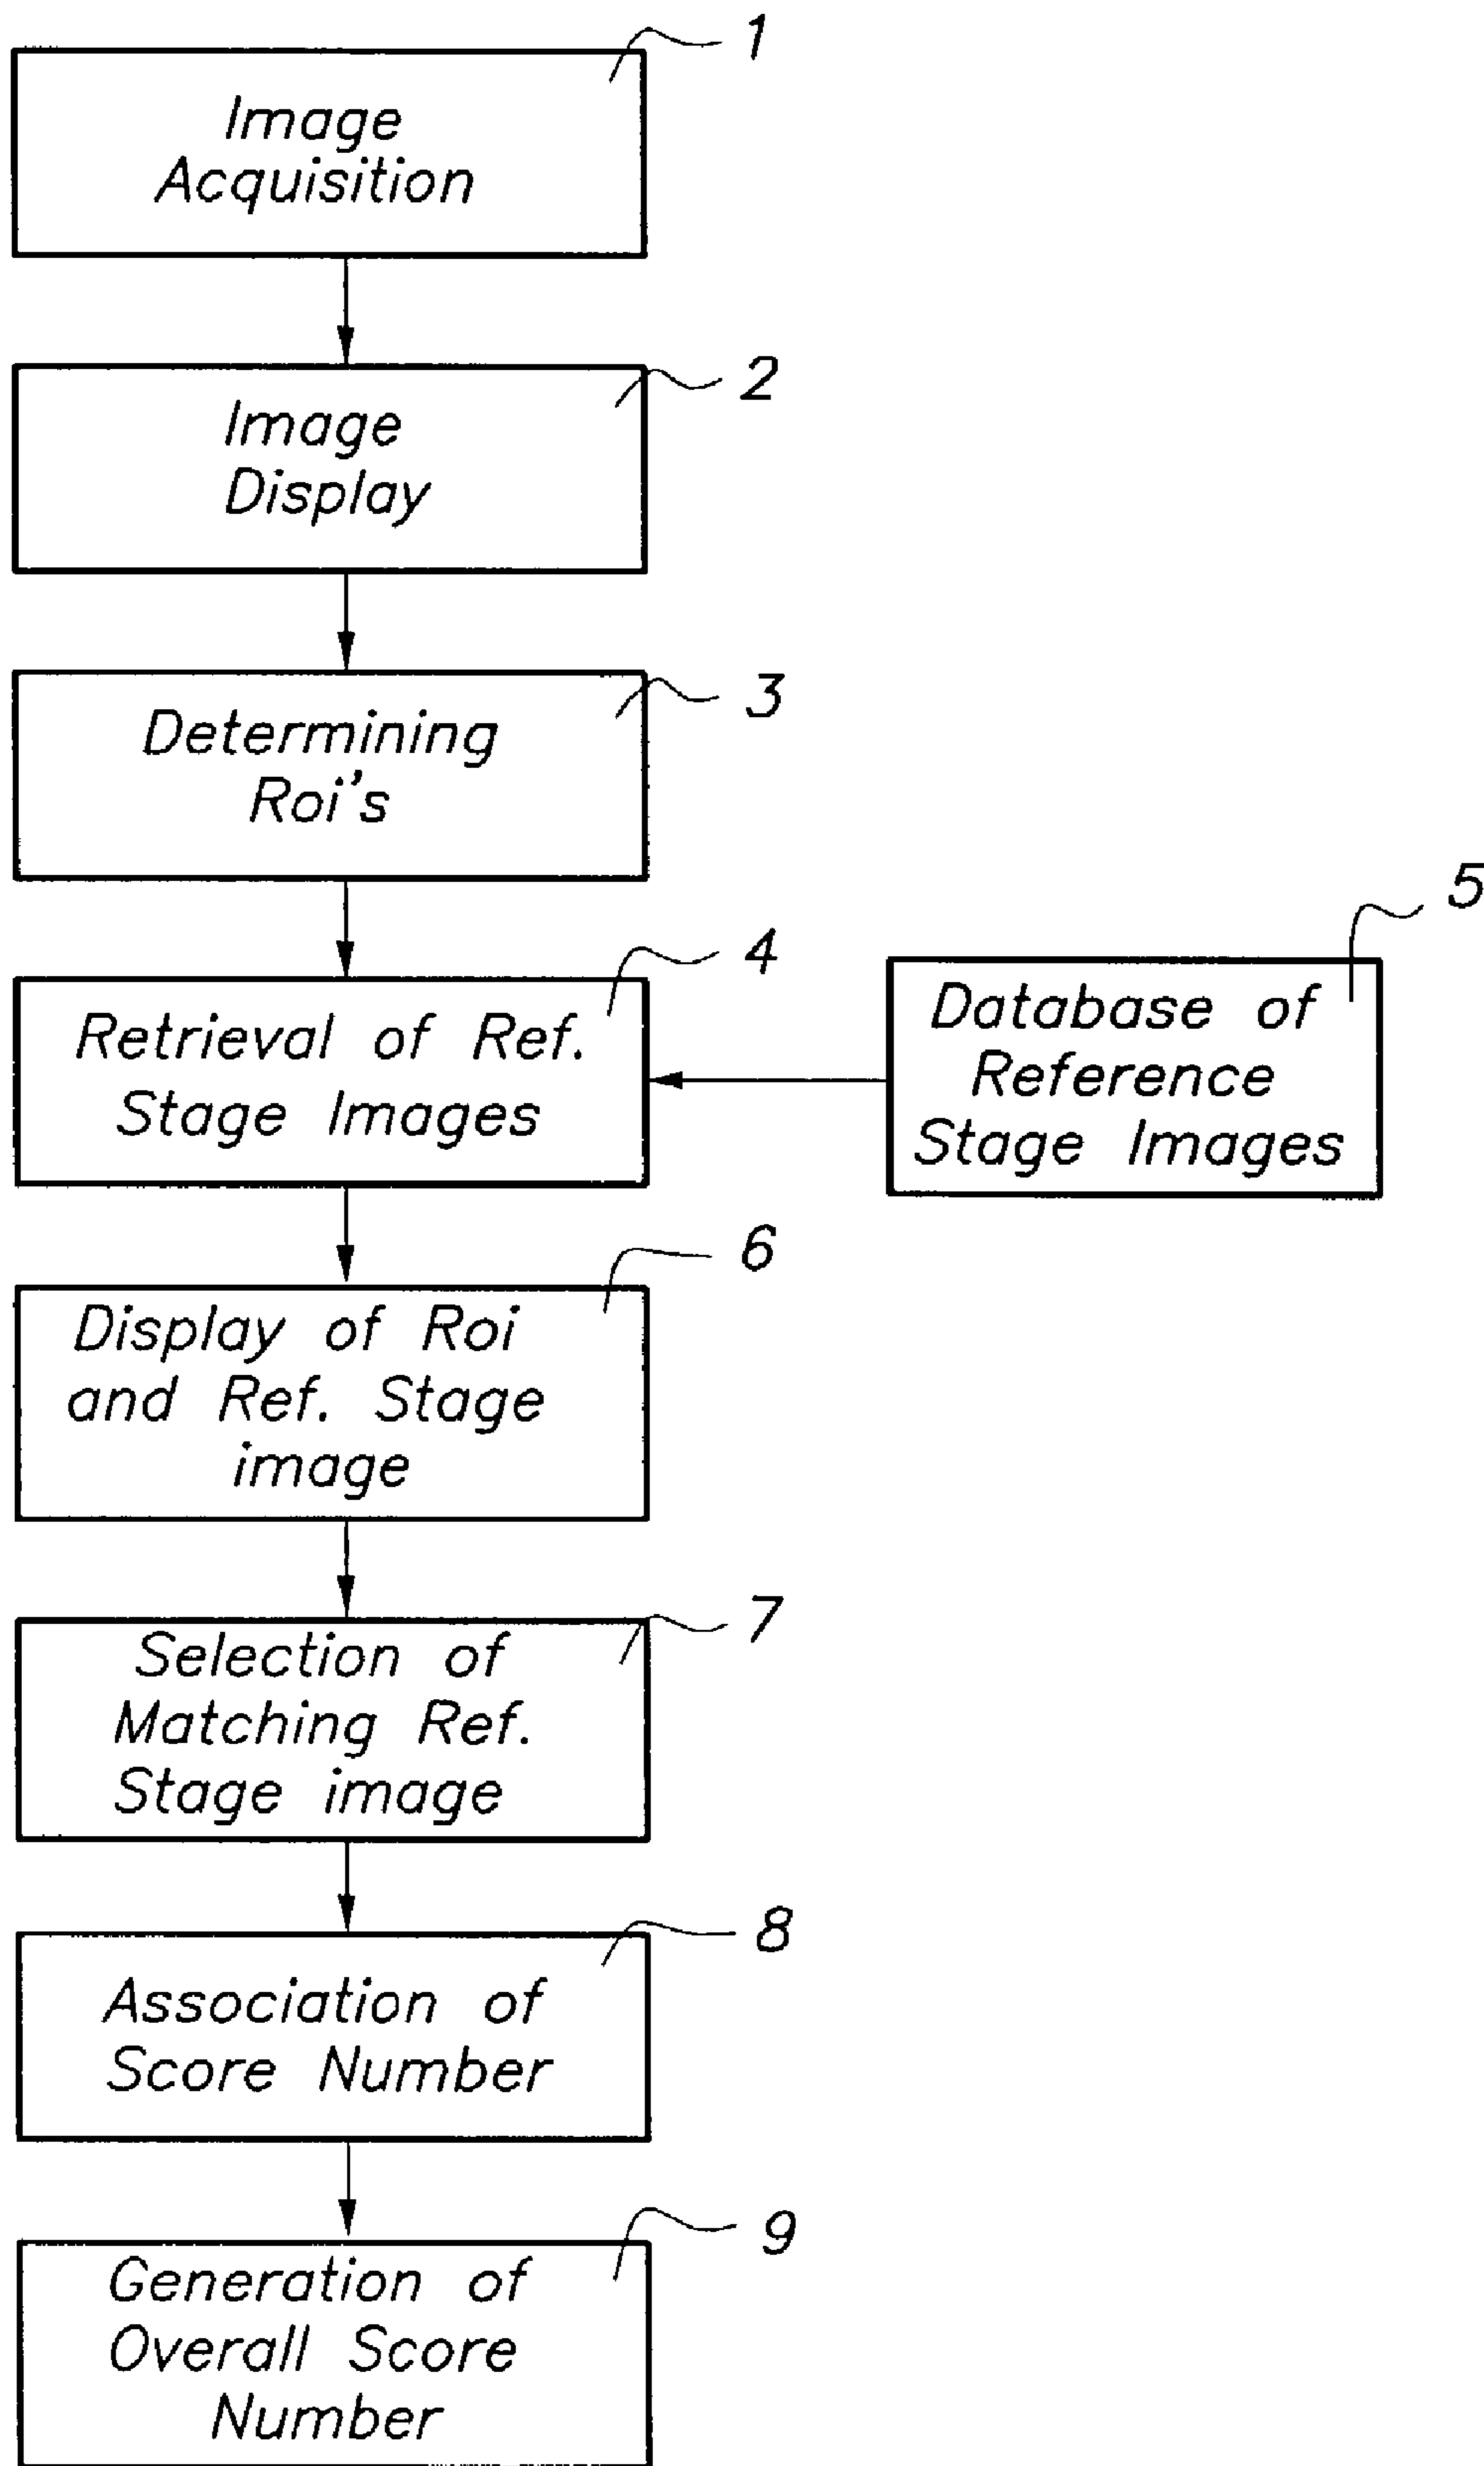 1
Image
Acquisition
2
Image
Display
3
Determining
Roi's
4
Retrieval of Ref.
Stage Images
5
Database of
Reference
Stage Images
6
Display of Roi
and Ref. Stage
image
7
Selection of
Matching Ref.
Stage image
8
Association of
Score Number
9
Generation of
Overall Score
Number